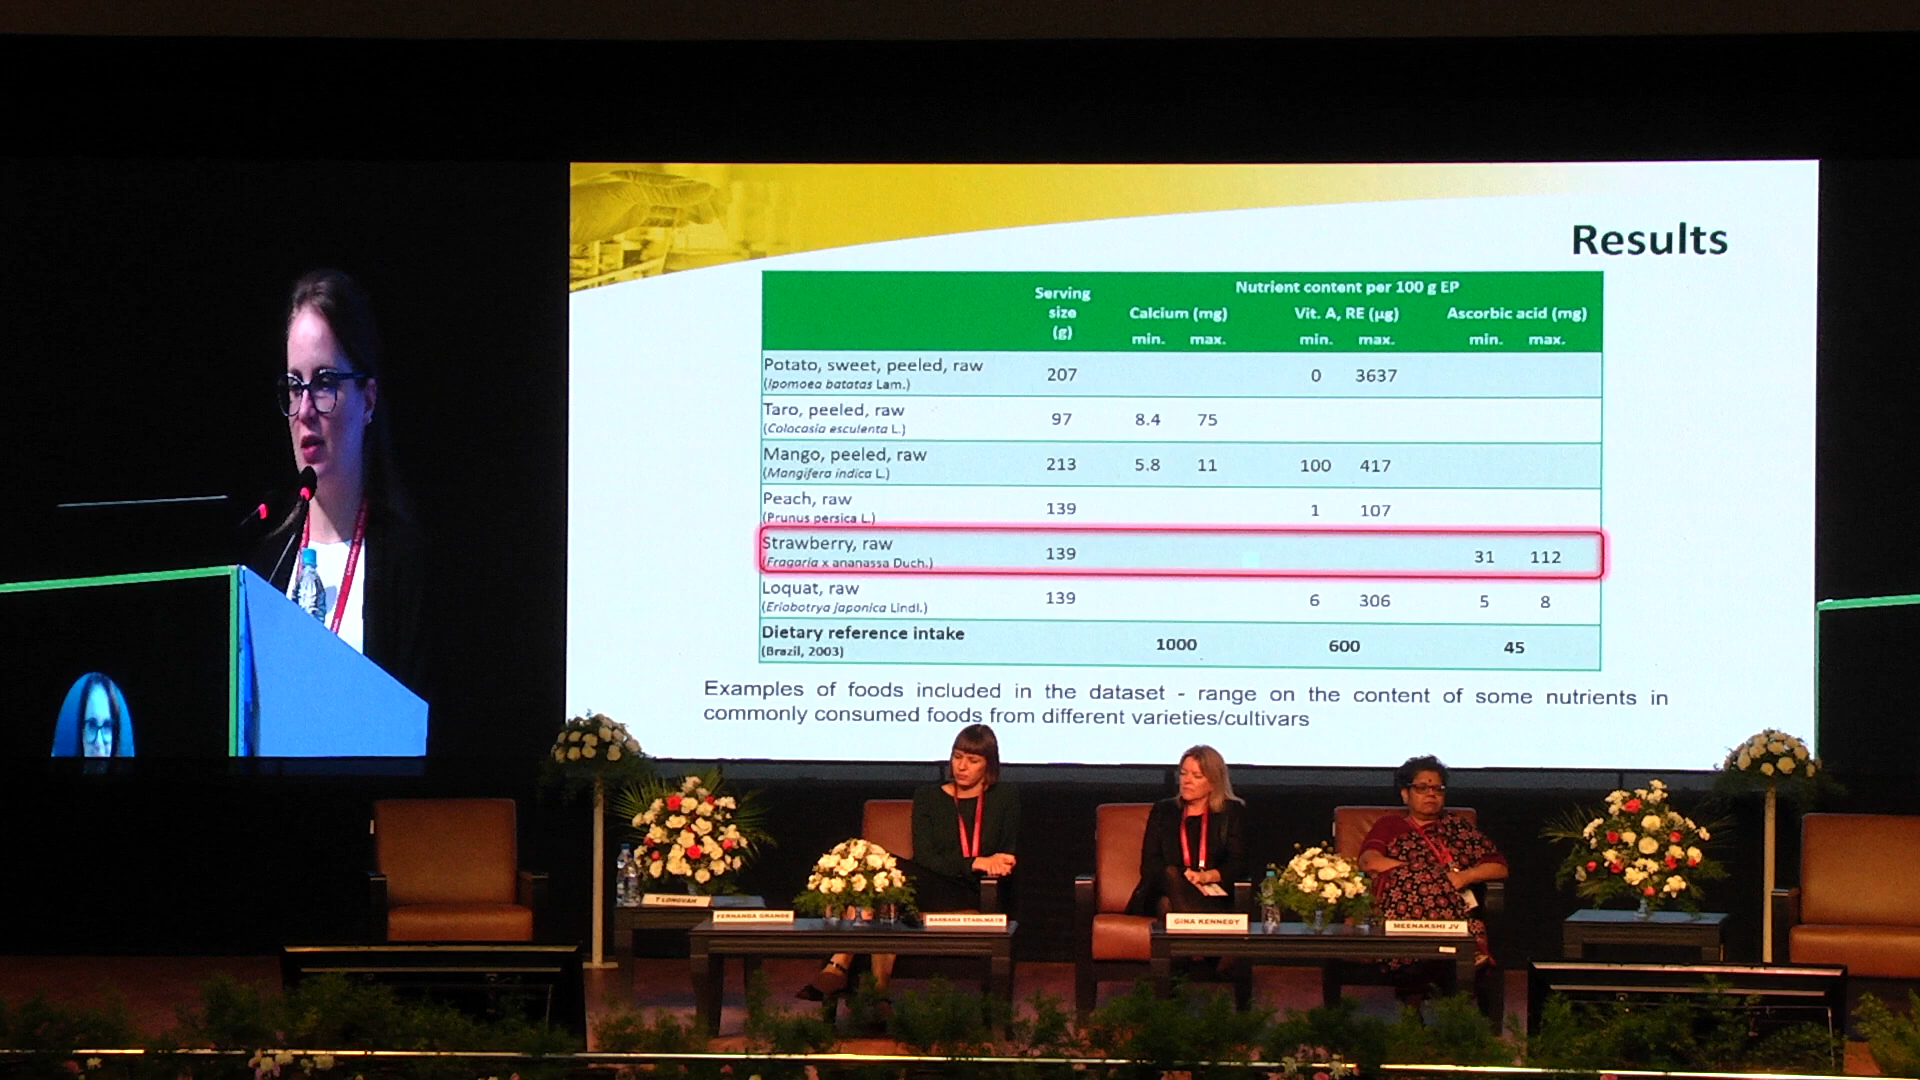 Results
Nutrient content per 100 g EP
Serving size (g)
Calcium (mg) Vit. A, RE (µg) Ascorbic acid (mg)
min. max. min. max. min. max.
Potato, sweet, peeled, raw 207 0 3637
(Ipomoea batatas Lam.)
Taro, peeled, raw 97 8.4 75
(Colocasia esculenta L.)
Mango, peeled, raw 213 5.8 11 100 417
(Mangifera indica L.)
Peach, raw 139 1 107
(Prunus persica L.)
Strawberry, raw 139 31 112
(Fragaria x ananassa Duch.)
Loquat, raw 139 6 306 5 8
(Eriobotrya japonica Lindl.)
Dietary reference intake 1000 600 45
(Brazil, 2003)
Examples of foods included in the dataset - range on the content of some nutrients in
commonly consumed foods from different varieties/cultivars
T LONGVAH
FERNANDA GRANDE
BARBARA STADLMAYR
GINA KENNEDY
MEENAKSHI JV